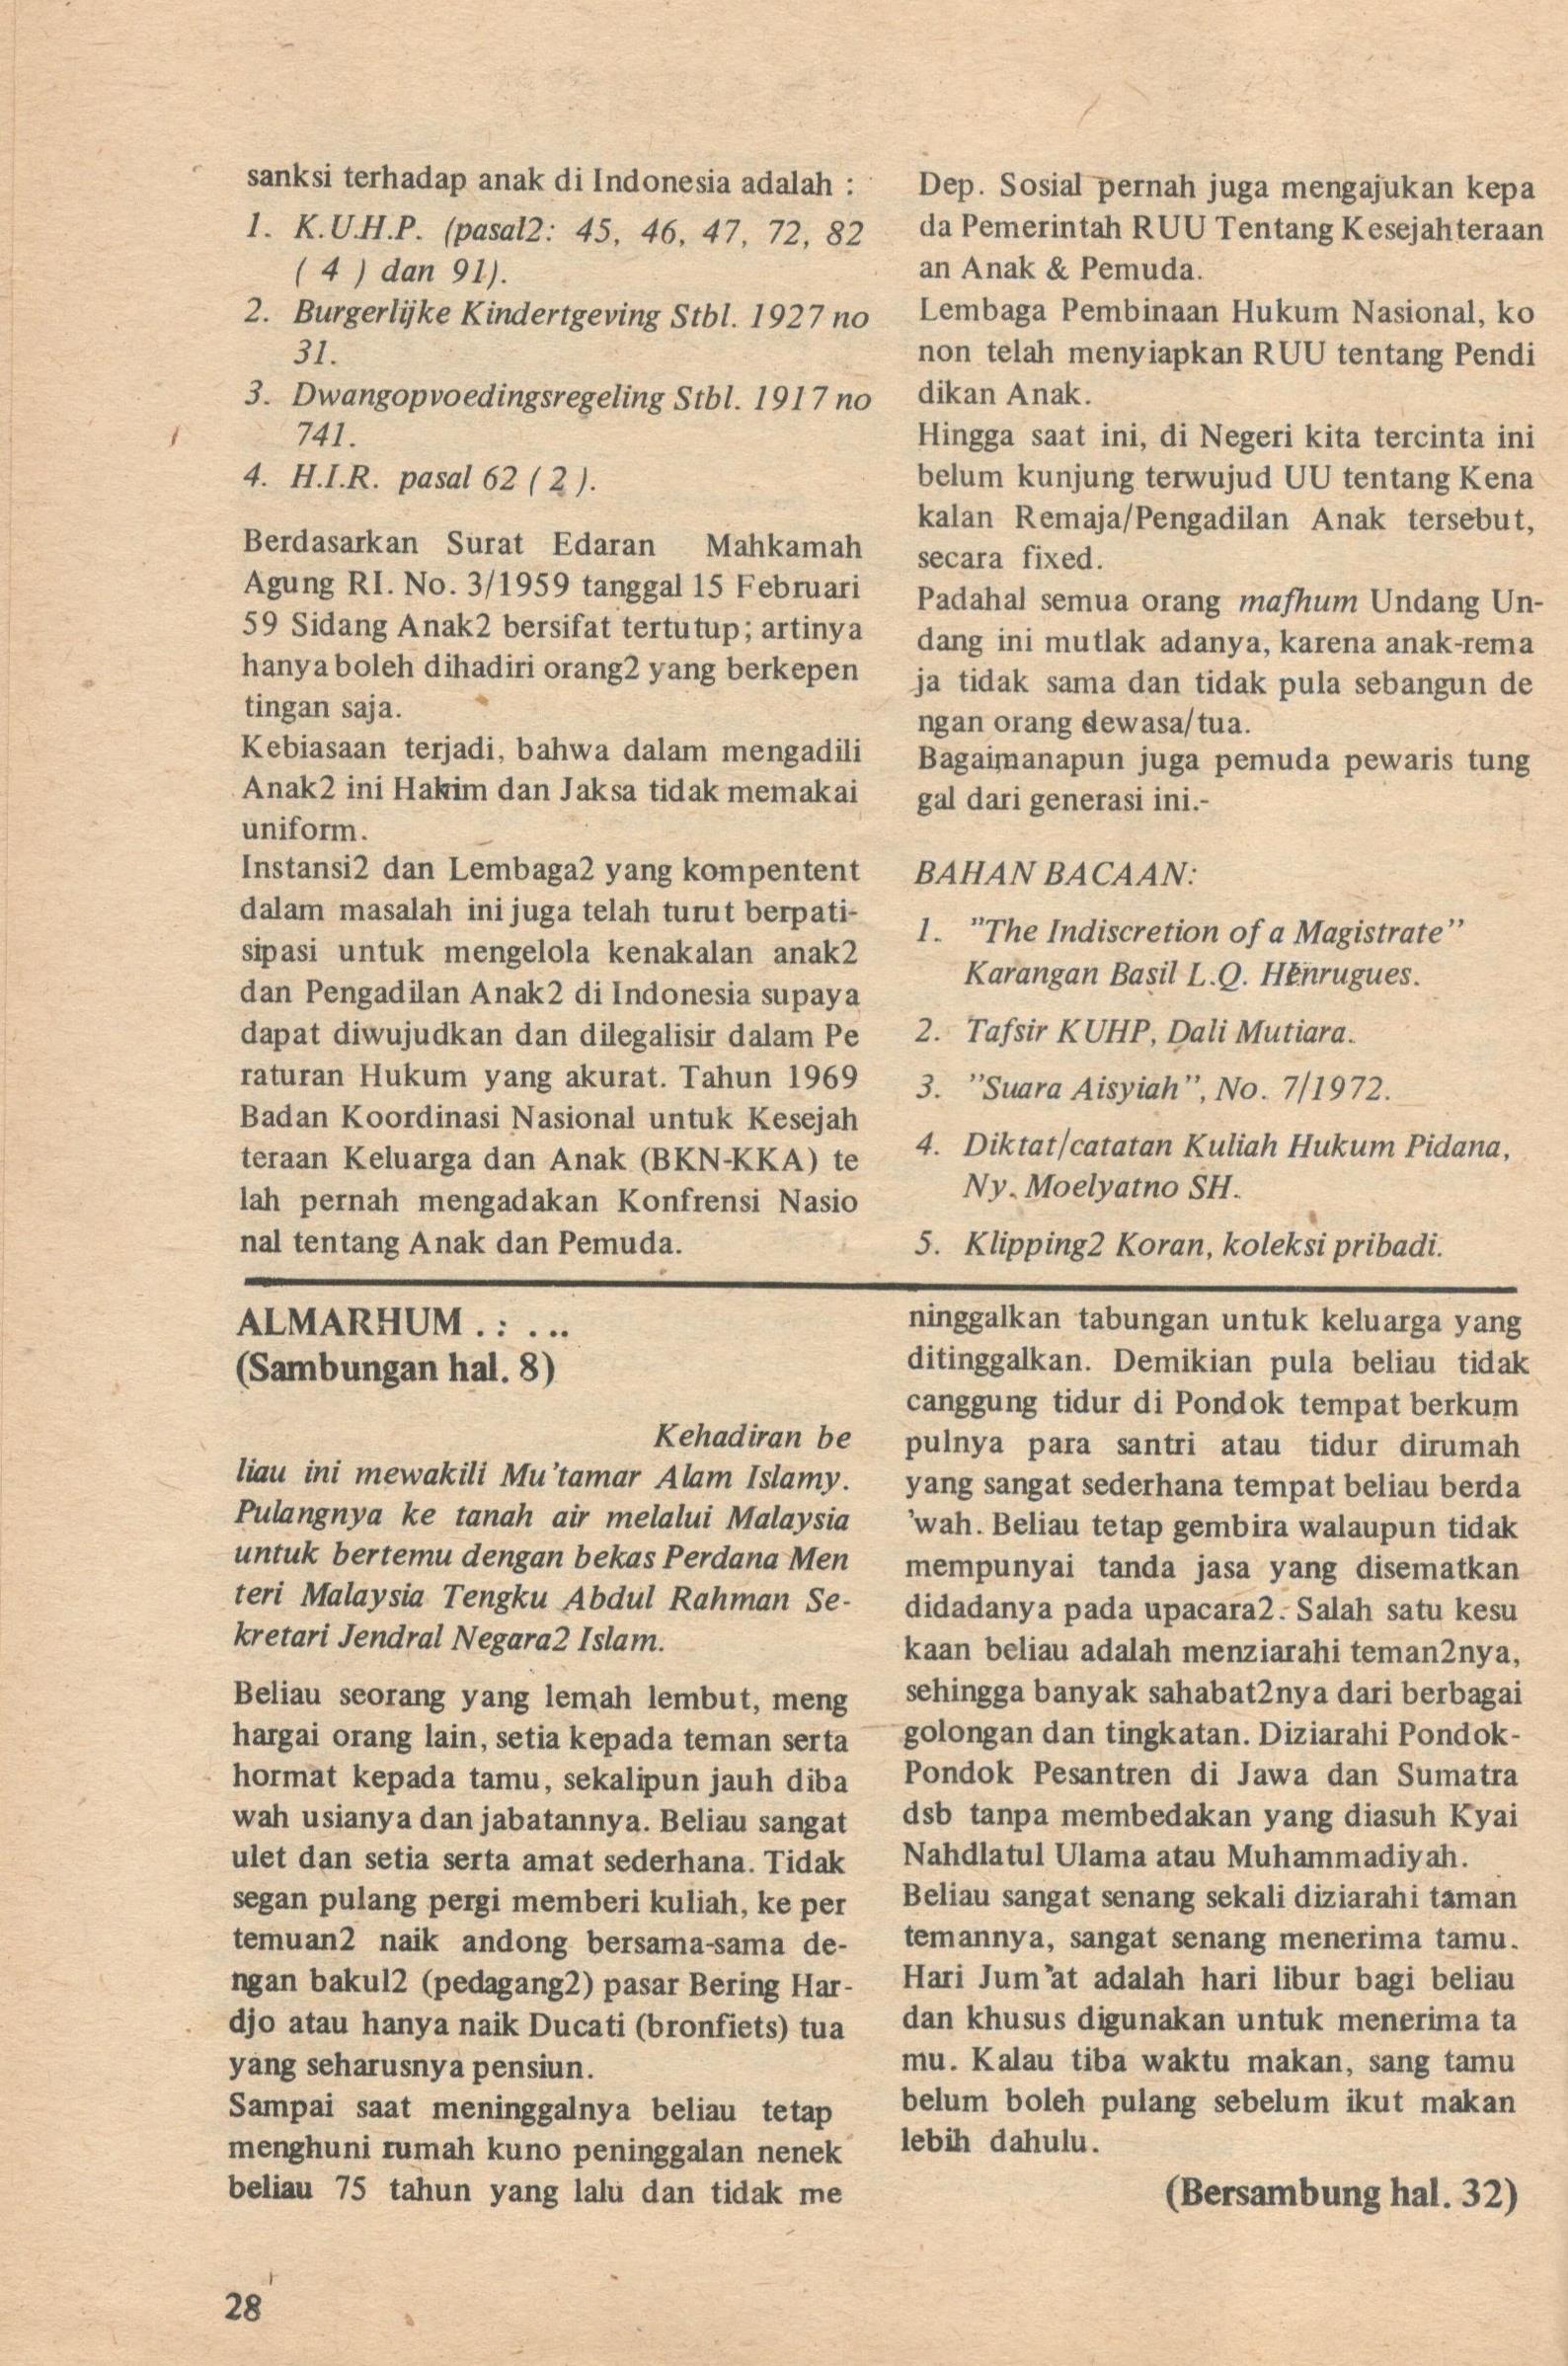 sanksi terhadap anak di Indonesia adalah :
1. K.U.H.P. (pasal2: 45, 46, 47, 72, 82
( 4 ) dan 91).
2. Burgerlijke Kindertgeving Stbl. 1927 no
31.
3. Dwangopvoedingsregeling Stbl. 1917 no
741.
4. H.I.R. pasal 62 ( 2 ).
Berdasarkan Surat Edaran Mahkamah
Agung RI. No. 3/1959 tanggal 15 Februari
59 Sidang Anak2 bersifat tertutup; artinya
hanya boleh dihadiri orang2 yang berkepen
tingan saja.
Kebiasaan terjadi, bahwa dalam mengadili
Anak2 ini Hakim dan Jaksa tidak memakai
uniform.
Instansi2 dan Lembaga2 yang kompentent
dalam masalah ini juga telah turut berpati-
sipasi untuk mengelola kenakalan anak2
dan Pengadilan Anak2 di Indonesia supaya
dapat diwujudkan dan dilegalisir dalam Pe
raturan Hukum yang akurat. Tahun 1969
Badan Koordinasi Nasional untuk Kesejah
teraan Keluarga dan Anak (BKN-KKA) te
lah pernah mengadakan Konfrensi Nasio
nal tentang Anak dan Pemuda.
Dep. Sosial pernah juga mengajukan kepa
da Pemerintah RUU Tentang Kesejahteraan
an Anak & Pemuda.
Lembaga Pembinaan Hukum Nasional, ko
non telah menyiapkan RUU tentang Pendi
dikan Anak.
Hingga saat ini, di Negeri kita tercinta ini
belum kunjung terwujud UU tentang Kena
kalan Remaja/Pengadilan Anak tersebut,
secara fixed.
Padahal semua orang mafhum Undang Un-
dang ini mutlak adanya, karena anak-rema
ja tidak sama dan tidak pula sebangun de
ngan orang dewasa/tua.
Bagaimanapun juga pemuda pewaris tung
gal dari generasi ini.-
BAHAN BACAAN:
1. "The Indiscretion of a Magistrate"
Karangan Basil L.Q. Henrugues.
2. Tafsir KUHP, Dali Mutiara.
3. "Suara Aisyiah", No. 7/1972.
4. Diktat/catatan Kuliah Hukum Pidana,
Ny. Moelyatno SH.
5. Klipping2 Koran, koleksi pribadi.
ALMARHUM . : . . ..
(Sambungan hal. 8)
Kehadiran be
liau ini mewakili Mu'tamar Alam Islamy.
Pulangnya ke tanah air melalui Malaysia
untuk bertemu dengan bekas Perdana Men
teri Malaysia Tengku Abdul Rahman Se-
kretari Jendral Negara2 Islam.
Beliau seorang yang lemah lembut, meng
hargai orang lain, setia kepada teman serta
hormat kepada tamu, sekalipun jauh diba
wah usianya dan jabatannya. Beliau sangat
ulet dan setia serta amat sederhana. Tidak
segan pulang pergi memberi kuliah, ke per
temuan2 naik andong bersama-sama de-
ngan bakul2 (pedagang2) pasar Bering Har-
djo atau hanya naik Ducati (bronfiets) tua
yang seharusnya pensiun.
Sampai saat meninggalnya beliau tetap
menghuni rumah kuno peninggalan nenek
beliau 75 tahun yang lalu dan tidak me
ninggalkan tabungan untuk keluarga yang
ditinggalkan. Demikian pula beliau tidak
canggung tidur di Pondok tempat berkum
pulnya para santri atau tidur dirumah
yang sangat sederhana tempat beliau berda
'wah. Beliau tetap gembira walaupun tidak
mempunyai tanda jasa yang disematkan
didadanya pada upacara2. Salah satu kesu
kaan beliau adalah menziarahi teman2nya,
sehingga banyak sahabat2nya dari berbagai
golongan dan tingkatan. Diziarahi Pondok-
Pondok Pesantren di Jawa dan Sumatra
dsb tanpa membedakan yang diasuh Kyai
Nahdlatul Ulama atau Muhammadiyah.
Beliau sangat senang sekali diziarahi taman
temannya, sangat senang menerima tamu.
Hari Jum'at adalah hari libur bagi beliau
dan khusus digunakan untuk menerima ta
mu. Kalau tiba waktu makan, sang tamu
belum boleh pulang sebelum ikut makan
lebih dahulu.
(Bersambung hal. 32)
28